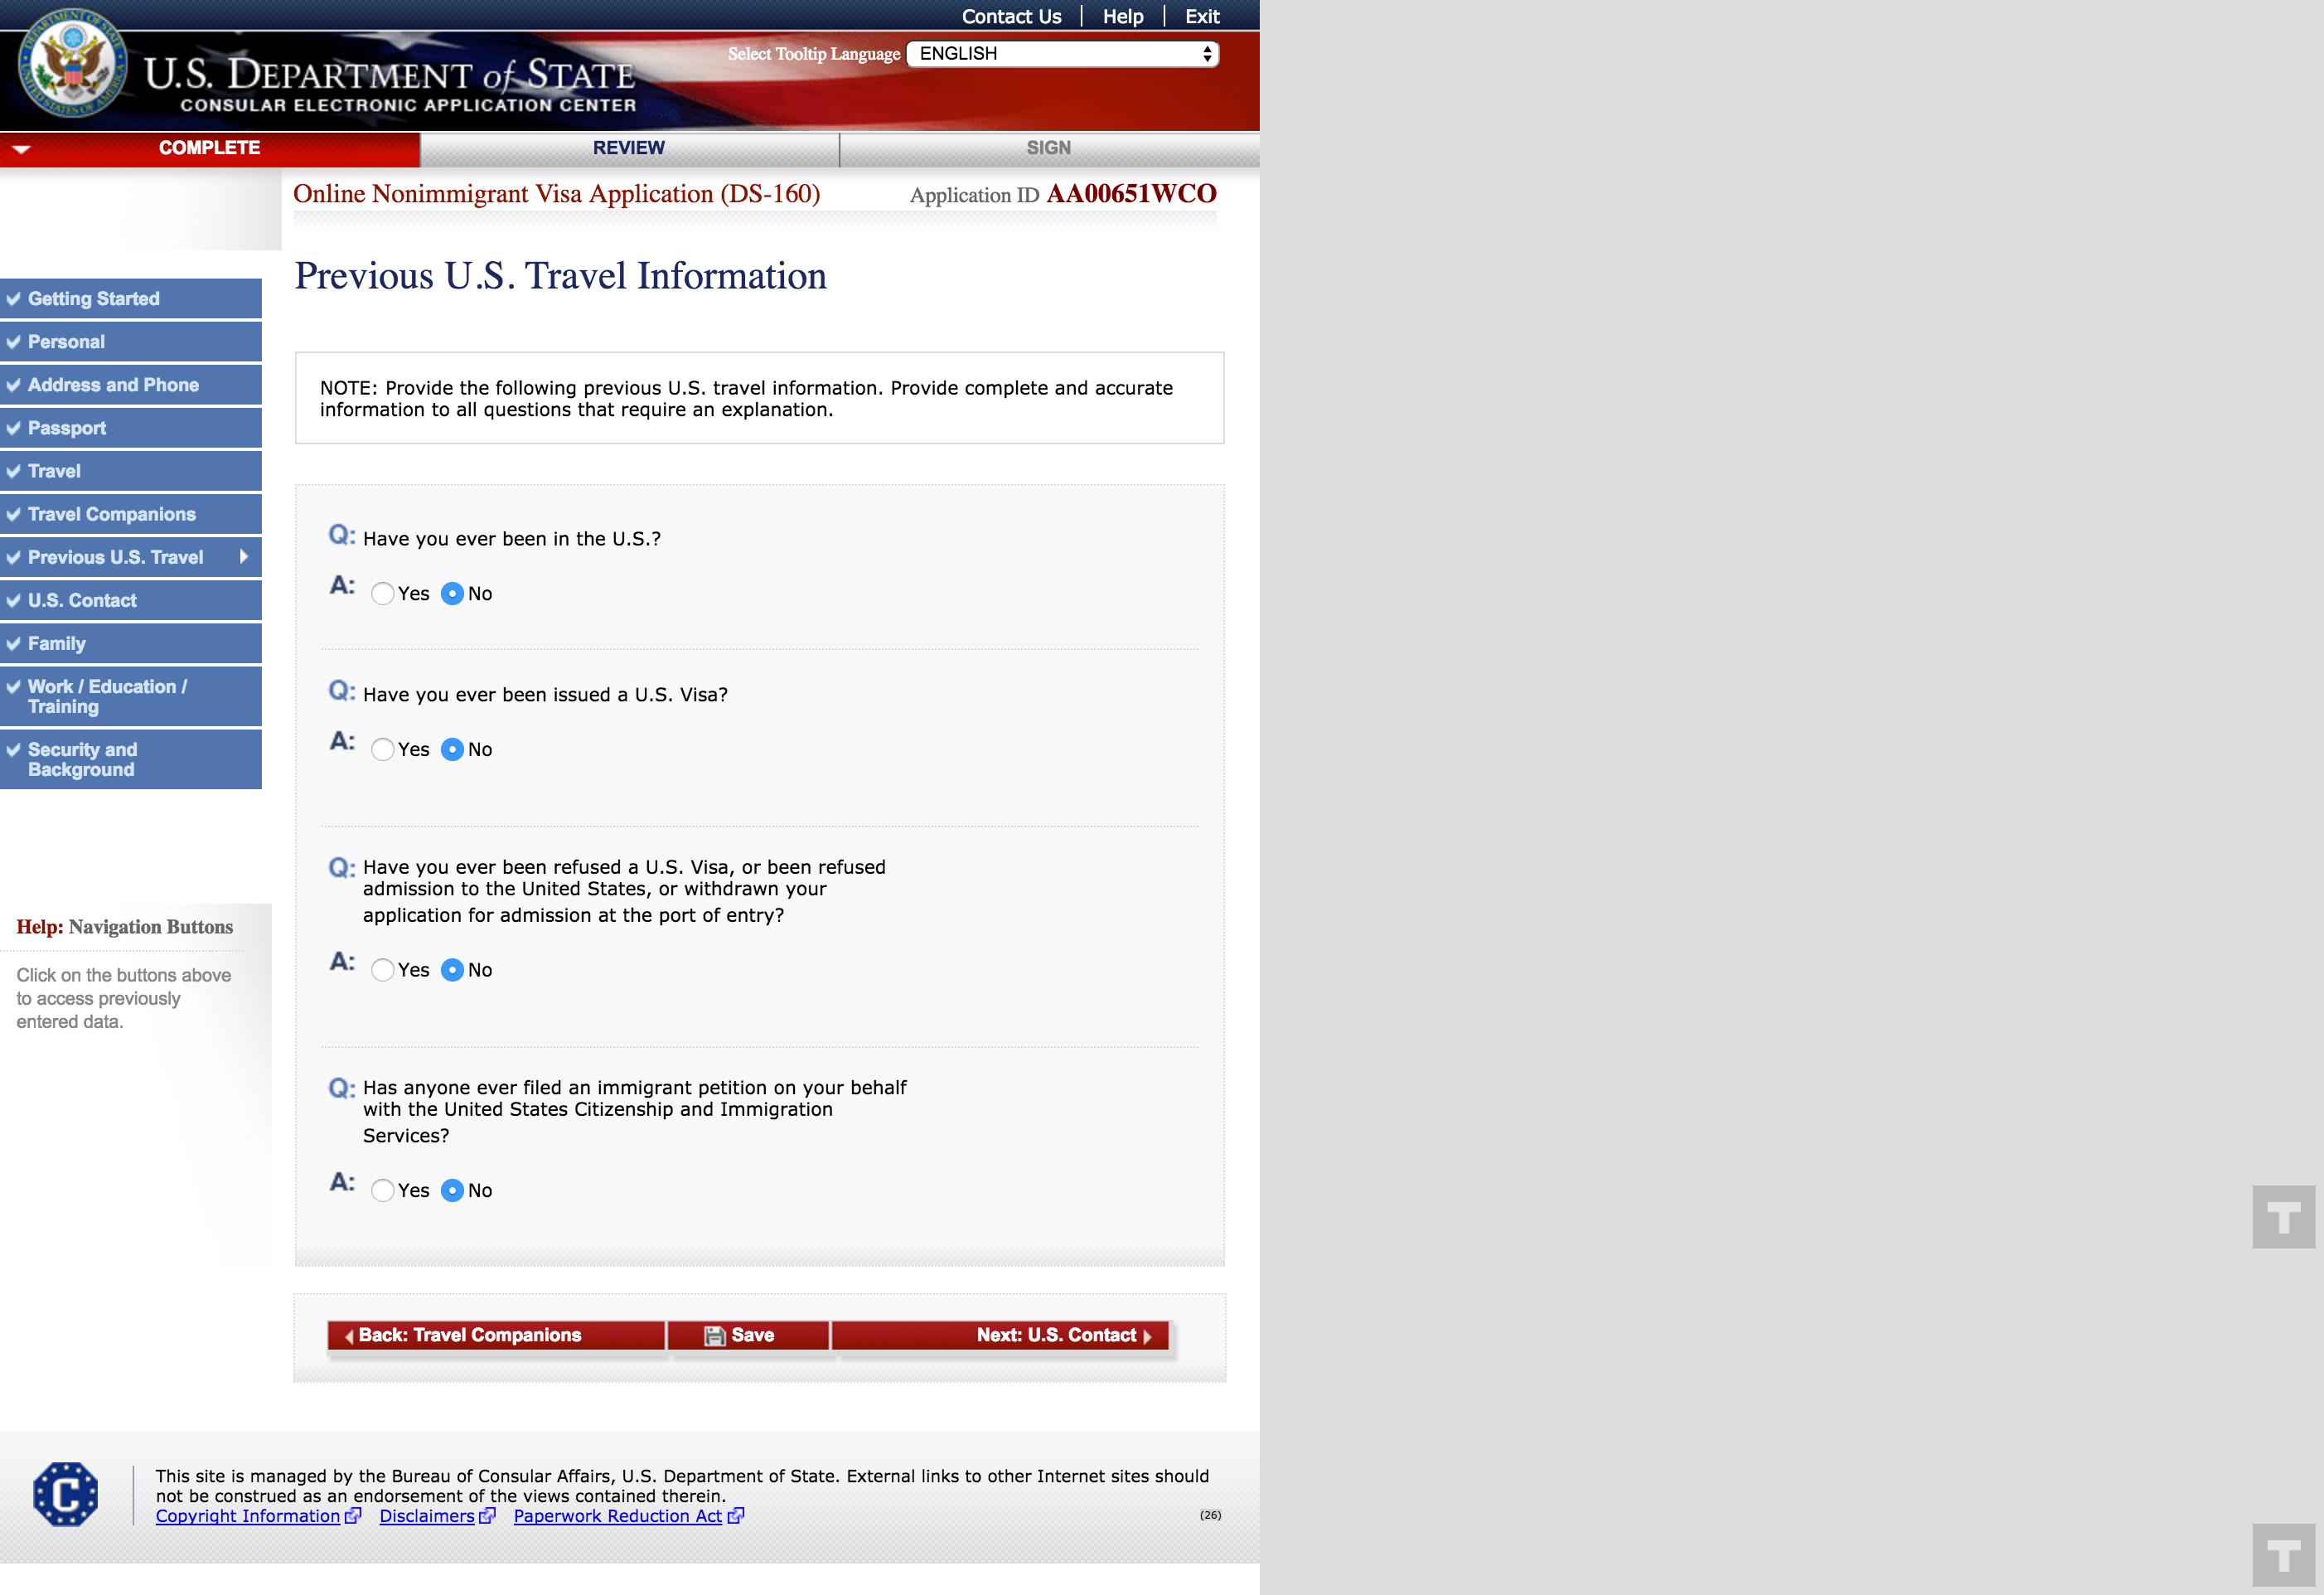 Contact Us | Help | Exit
Select Tooltip Language ENGLISH
U.S. DEPARTMENT of STATE
CONSULAR ELECTRONIC APPLICATION CENTER
COMPLETE REVIEW SIGN
Online Nonimmigrant Visa Application (DS-160) Application ID AA00651WCO
Previous U.S. Travel Information
Getting Started
Personal
Address and Phone
Passport
Travel
Travel Companions
Previous U.S. Travel
U.S. Contact
Family
Work / Education /
Training
Security and
Background
Help: Navigation Buttons
Click on the buttons above
to access previously
entered data.
NOTE: Provide the following previous U.S. travel information. Provide complete and accurate
information to all questions that require an explanation.
Q: Have you ever been in the U.S.?
A: Yes No
Q: Have you ever been issued a U.S. Visa?
A: Yes No
Q: Have you ever been refused a U.S. Visa, or been refused
admission to the United States, or withdrawn your
application for admission at the port of entry?
A: Yes No
Q: Has anyone ever filed an immigrant petition on your behalf
with the United States Citizenship and Immigration
Services?
A: Yes No
Back: Travel Companions Save Next: U.S. Contact
C
This site is managed by the Bureau of Consular Affairs, U.S. Department of State. External links to other Internet sites should
not be construed as an endorsement of the views contained therein.
Copyright Information Disclaimers Paperwork Reduction Act (26)
T
T